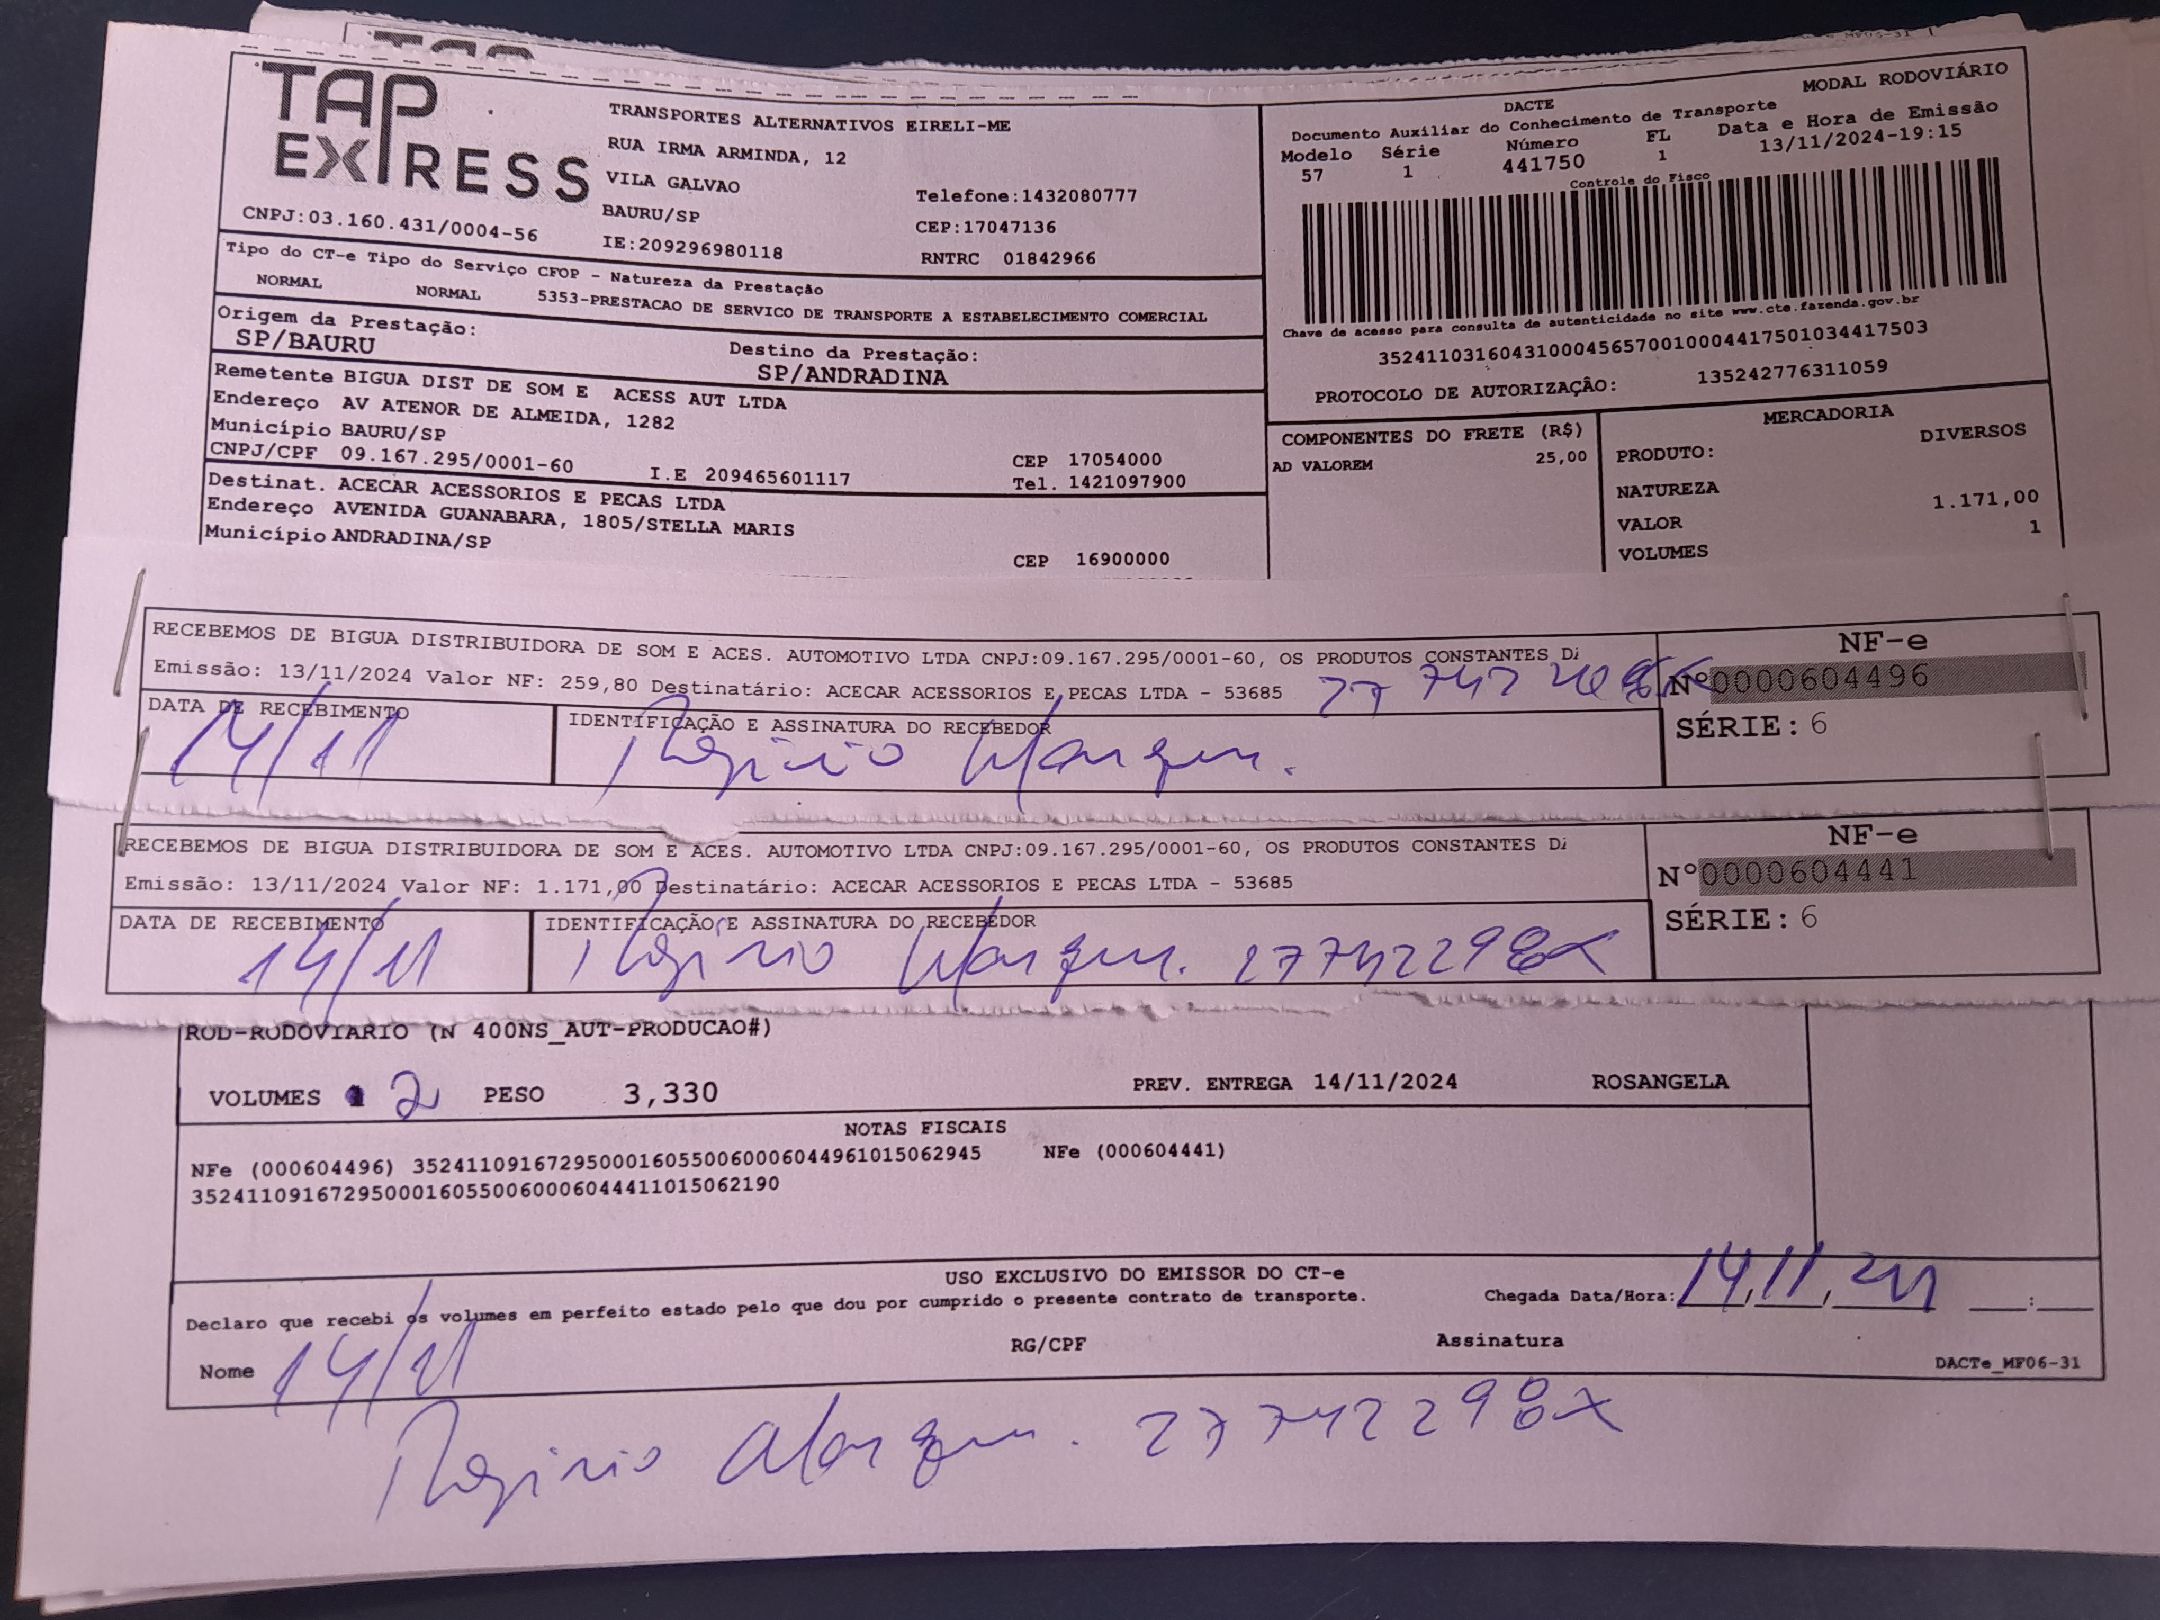 TAP
EXPRESS
TRANSPORTES ALTERNATIVOS EIRELI-ME
RUA IRMA ARMINDA, 12
VILA GALVAO
BAURU/SP
Telefone:1432080777
CEP:17047136
CNPJ:03.160.431/0004-56
IE:209296980118
RNTRC 01842966
MODAL RODOVIÁRIO
DACTE
Documento Auxiliar do Conhecimento de Transporte
Modelo Série Número FL Data e Hora de Emissão
57 1 441750 1 13/11/2024-19:15
Controle do Fisco
Chave de acesso para consulta de autenticidade no site www.cte.fazenda.gov.br
35241103160431000456570010004417501034417503
PROTOCOLO DE AUTORIZAÇÃO: 135242776311059
Tipo do CT-e Tipo do Serviço CFOP - Natureza da Prestação
NORMAL NORMAL 5353-PRESTACAO DE SERVICO DE TRANSPORTE A ESTABELECIMENTO COMERCIAL
Origem da Prestação:
SP/BAURU
Destino da Prestação:
SP/ANDRADINA
Remetente BIGUA DIST DE SOM E ACESS AUT LTDA
Endereço AV ATENOR DE ALMEIDA, 1282
Município BAURU/SP
CEP 17054000
CNPJ/CPF 09.167.295/0001-60 I.E 209465601117 Tel. 1421097900
Destinat. ACECAR ACESSORIOS E PECAS LTDA
Endereço AVENIDA GUANABARA, 1805/STELLA MARIS
Município ANDRADINA/SP
CEP 16900000
COMPONENTES DO FRETE (R$)
AD VALOREM 25,00
MERCADORIA
PRODUTO: DIVERSOS
NATUREZA
VALOR 1.171,00
VOLUMES 1
RECEBEMOS DE BIGUA DISTRIBUIDORA DE SOM E ACES. AUTOMOTIVO LTDA CNPJ:09.167.295/0001-60, OS PRODUTOS CONSTANTES
Emissão: 13/11/2024 Valor NF: 259,80 Destinatário: ACECAR ACESSORIOS E PECAS LTDA - 53685
DATA DE RECEBIMENTO
14/11
IDENTIFICAÇÃO E ASSINATURA DO RECEBEDOR
NF-e
Nº0000604496
SÉRIE: 6
RECEBEMOS DE BIGUA DISTRIBUIDORA DE SOM E ACES. AUTOMOTIVO LTDA CNPJ:09.167.295/0001-60, OS PRODUTOS CONSTANTES
Emissão: 13/11/2024 Valor NF: 1.171,00 Destinatário: ACECAR ACESSORIOS E PECAS LTDA - 53685
DATA DE RECEBIMENTO
14/11
IDENTIFICAÇÃO E ASSINATURA DO RECEBEDOR
27742298X
NF-e
N°0000604441
SÉRIE: 6
ROD-RODOVIARIO (N 400NS_AUT-PRODUCAO#)
VOLUMES 2 PESO 3,330 PREV. ENTREGA 14/11/2024 ROSANGELA
NOTAS FISCAIS
NFe (000604496) 35241109167295000160550060006044961015062945 NFe (000604441)
35241109167295000160550060006044411015062190
USO EXCLUSIVO DO EMISSOR DO CT-e
Declaro que recebi os volumes em perfeito estado pelo que dou por cumprido o presente contrato de transporte.
Chegada Data/Hora: 14,11,24 :
Nome 14/11 RG/CPF Assinatura
DACTe_MF06-31
27742298X